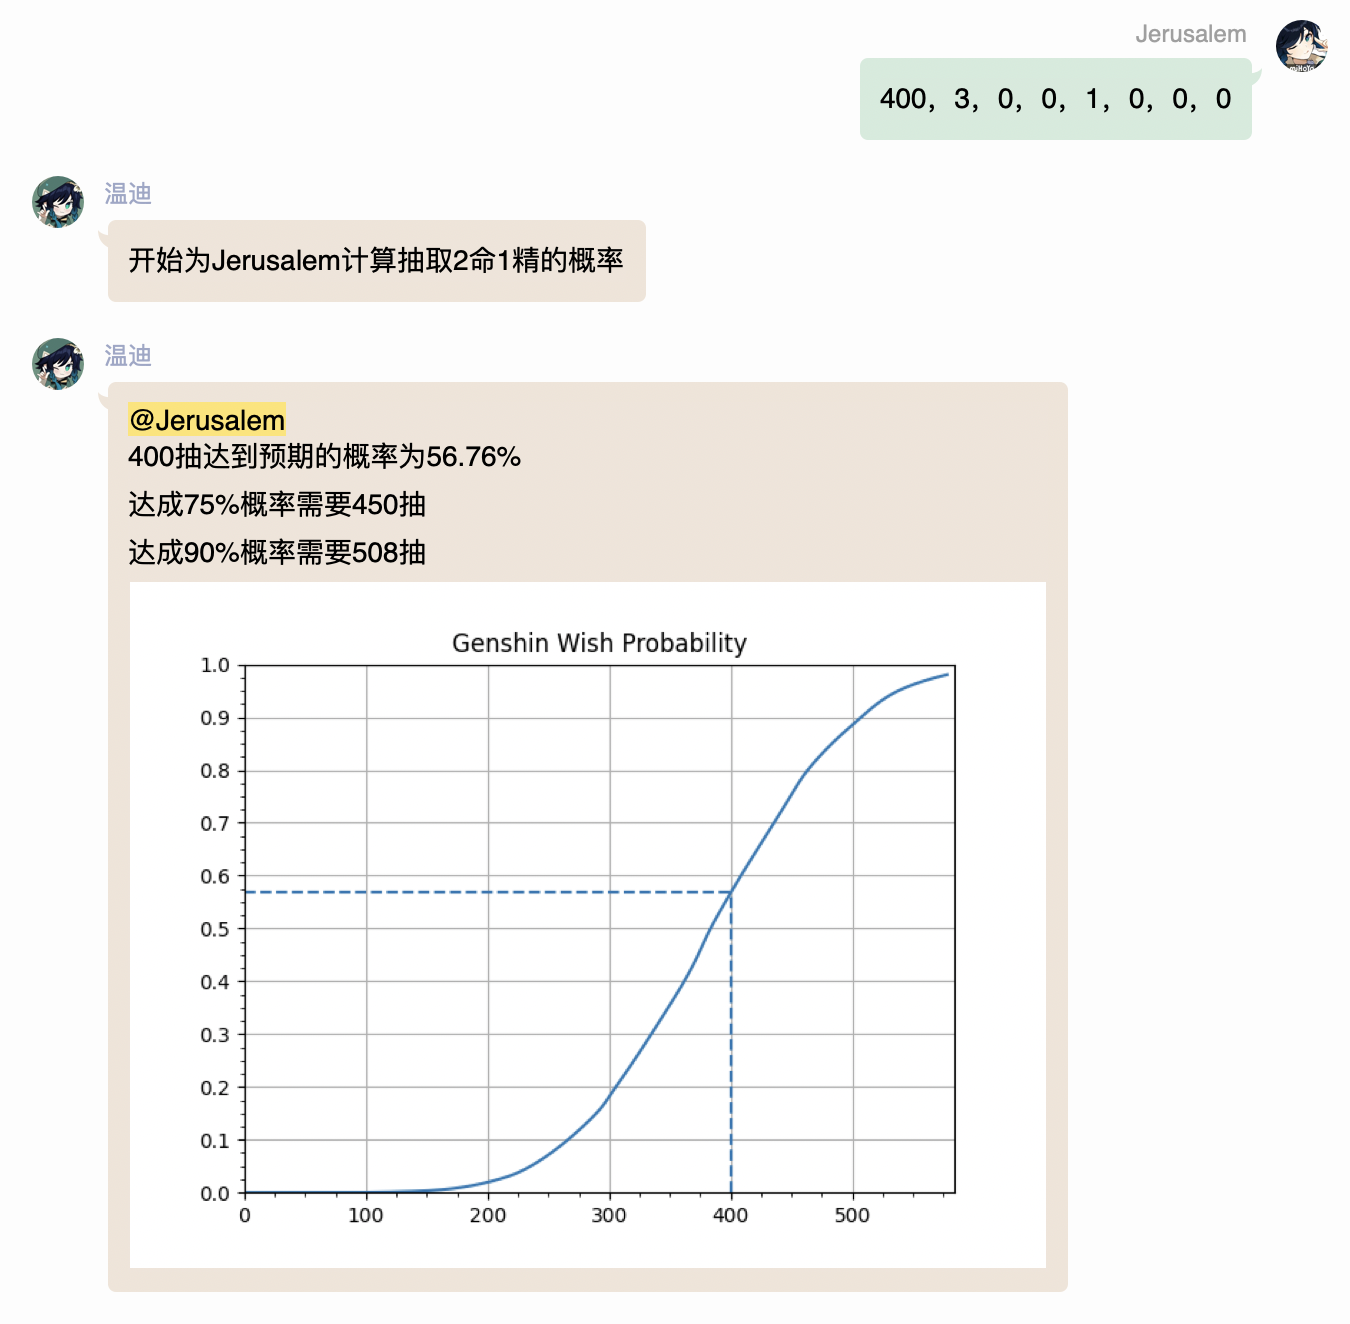 Jerusalem
400，3，0，0，1，0，0，0
miHoYo
温迪
开始为Jerusalem计算抽取2命1精的概率
温迪
@Jerusalem
400抽达到预期的概率为56.76%
达成75%概率需要450抽
达成90%概率需要508抽
Genshin Wish Probability
1.0
0.9
0.8
0.7
0.6
0.5
0.4
0.3
0.2
0.1
0.0
0 100 200 300 400 500